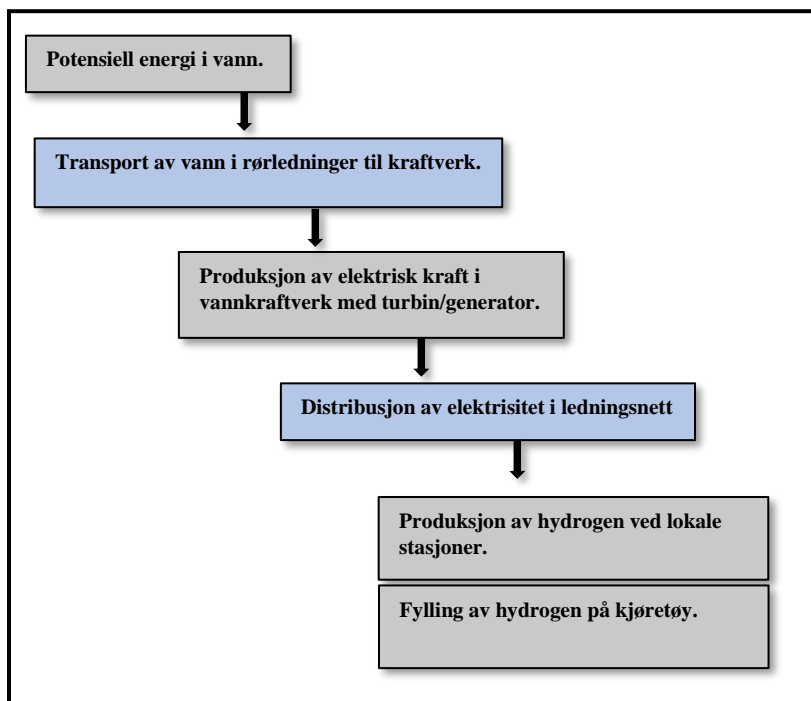 Potensiell energi i vann.
Transport av vann i rørledninger til kraftverk.
Produksjon av elektrisk kraft i
vannkraftverk med turbin/generator.
Distribusjon av elektrisitet i ledningsnett
Produksjon av hydrogen ved lokale
stasjoner.
Fylling av hydrogen på kjøretøy.